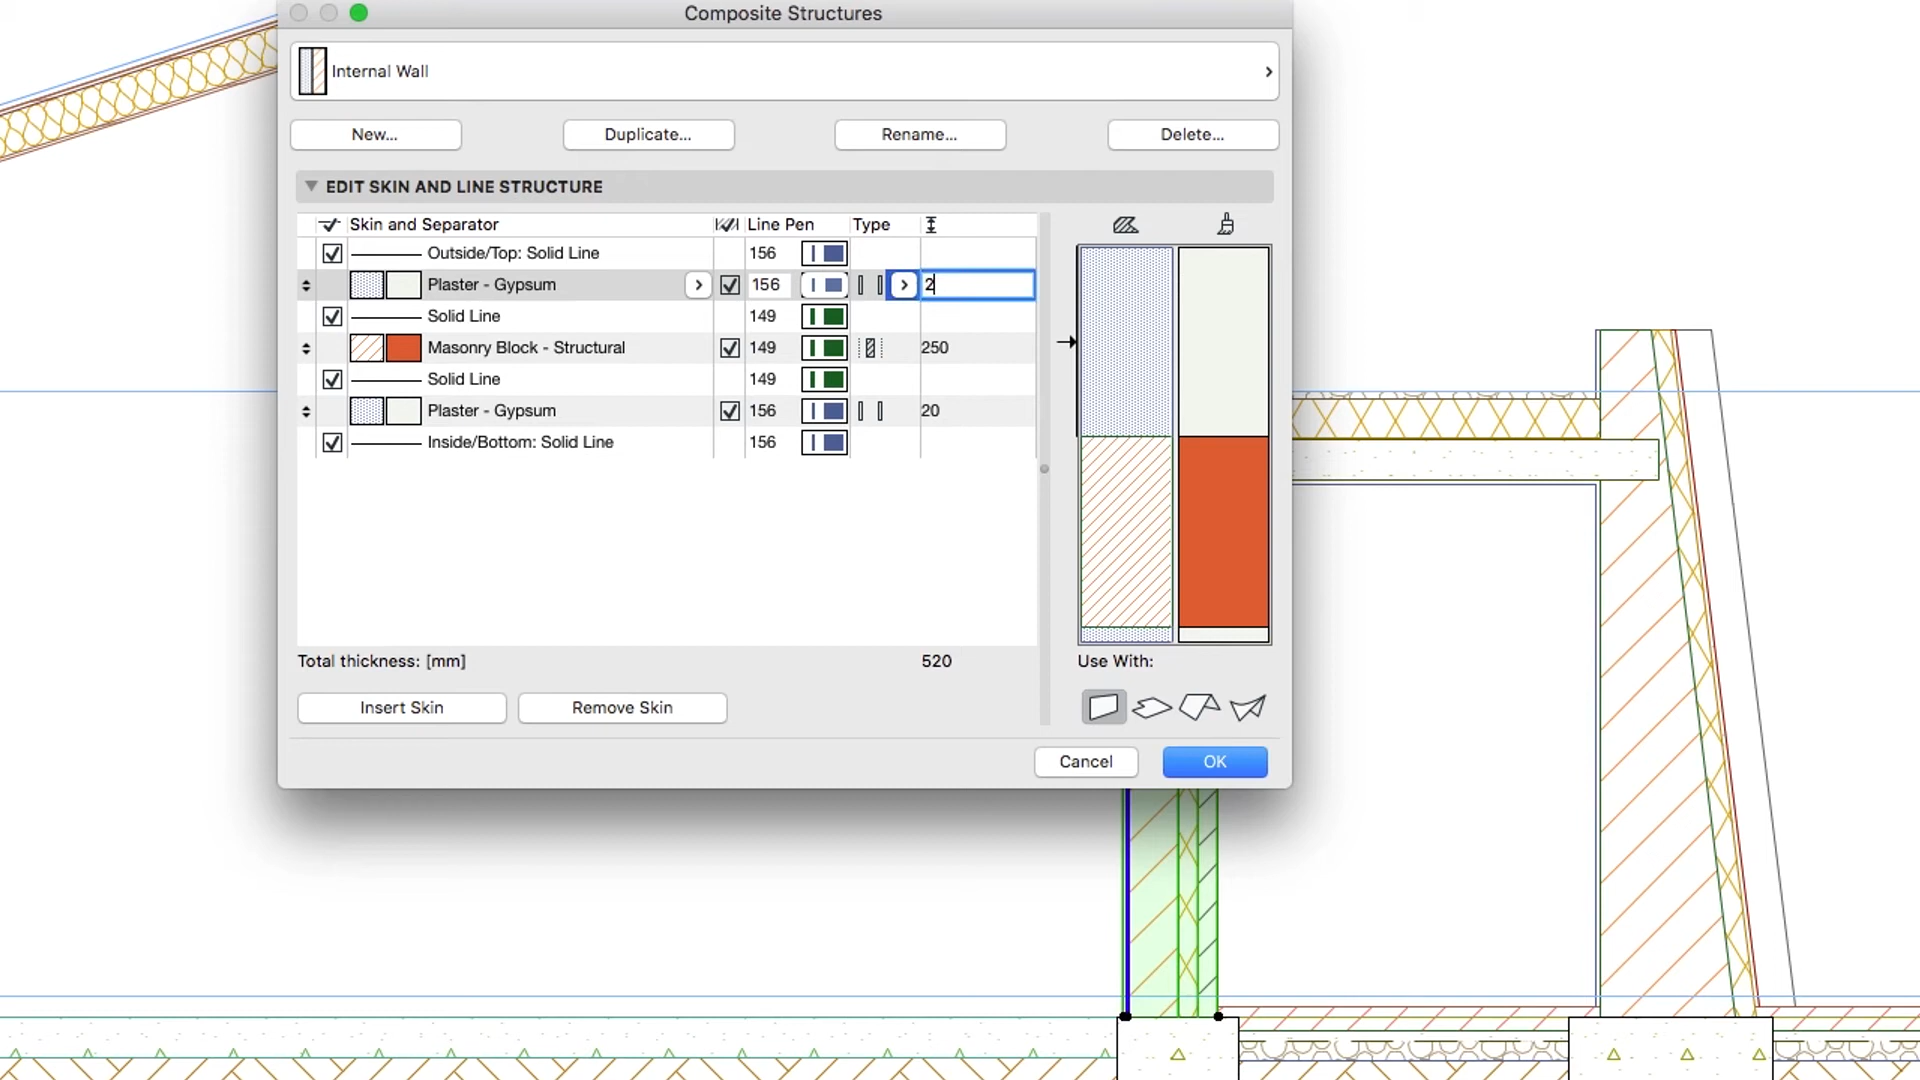 Composite Structures
Internal Wall
New... Duplicate... Rename... Delete...
EDIT SKIN AND LINE STRUCTURE
Skin and Separator Line Pen Type
Outside/Top: Solid Line 156
Plaster - Gypsum 156 2
Solid Line 149
Masonry Block - Structural 149 250
Solid Line 149
Plaster - Gypsum 156 20
Inside/Bottom: Solid Line 156
Total thickness: [mm] 520 Use With:
Insert Skin Remove Skin
Cancel OK